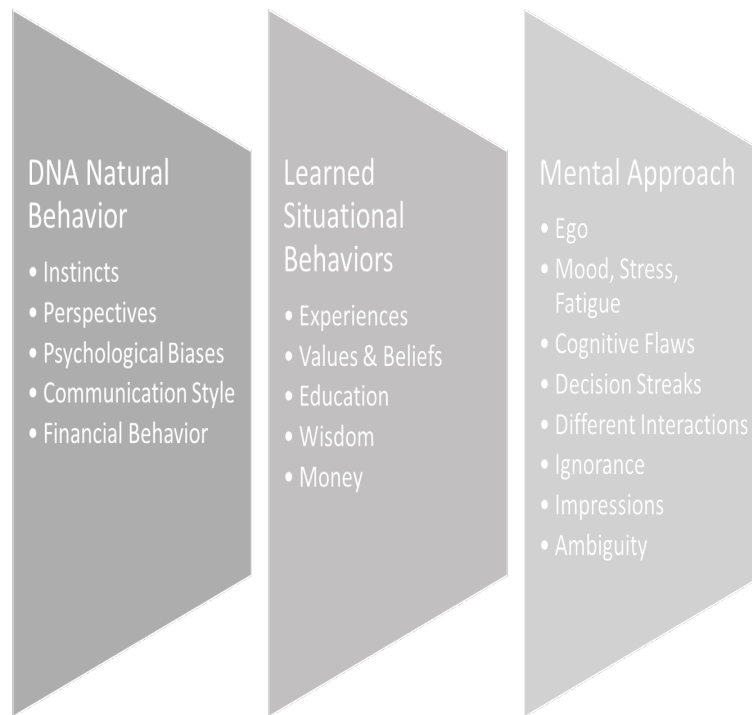 DNA Natural
Behavior
• Instincts
• Perspectives
• Psychological Biases
• Communication Style
• Financial Behavior
Learned
Situational
Behaviors
• Experiences
• Values & Beliefs
• Education
• Wisdom
• Money
Mental Approach
• Ego
• Mood, Stress,
Fatigue
• Cognitive Flaws
• Decision Streaks
• Different Interactions
• Ignorance
• Impressions
• Ambiguity